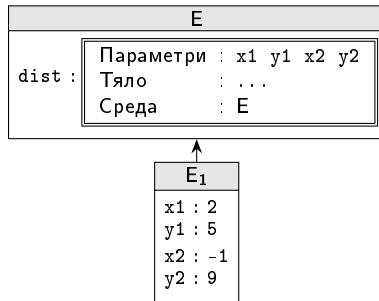 E
dist :
Параметри : x1 y1 x2 y2
Тяло : ...
Среда : E
E₁
x1 : 2
y1 : 5
x2 : -1
y2 : 9